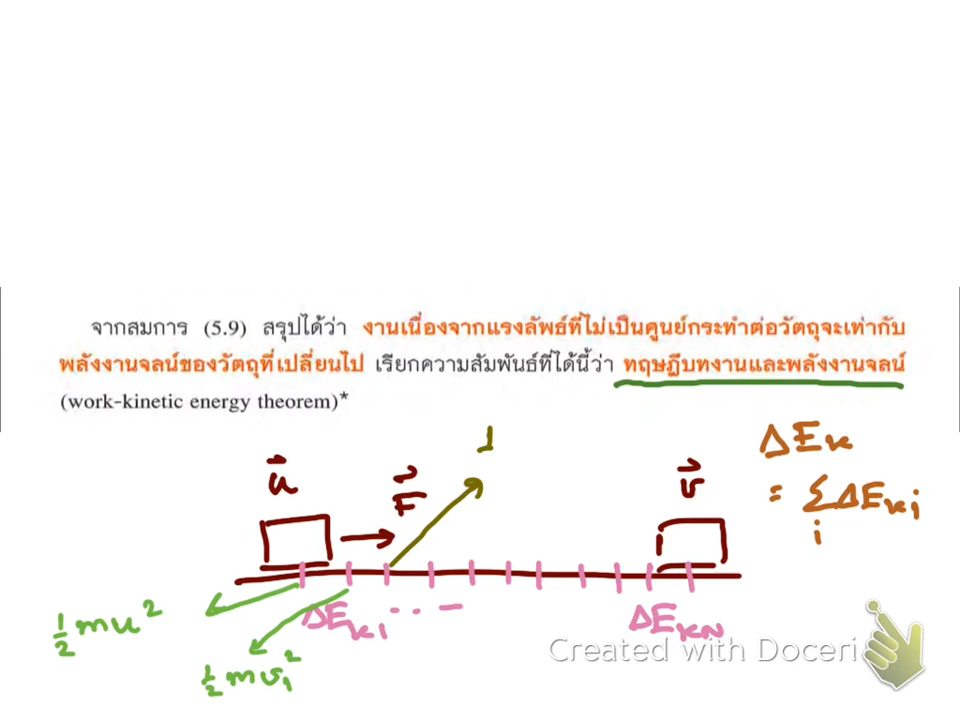 จากสมการ (5.9) สรุปได้ว่า งานเนื่องจากแรงลัพธ์ที่ไม่เป็นศูนย์กระทำต่อวัตถุจะเท่ากับ
พลังงานจลน์ของวัตถุที่เปลี่ยนไป เรียกความสัมพันธ์ที่ได้นี้ว่า ทฤษฎีบทงานและพลังงานจลน์
(work-kinetic energy theorem)*
ΔEₖ
= Σᵢ ΔEₖᵢ
u⃗ F⃗ v⃗
ΔEₖ₁ ... ΔEₖN
½mu²
½mv₁²
Created with Doceri